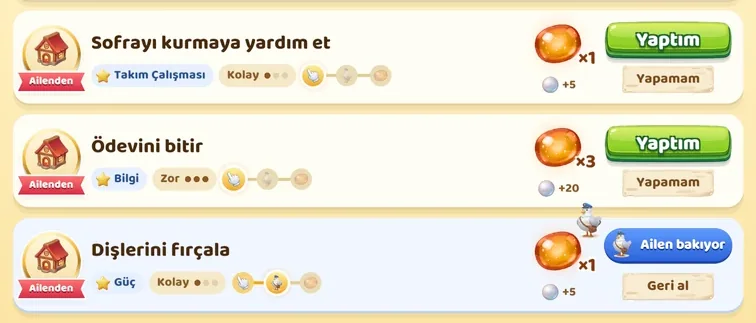 Sofrayı kurmaya yardım et
Ailenden
Takım Çalışması
Kolay
×1
+5
Yaptım
Yapamam
Ödevini bitir
Ailenden
Bilgi
Zor
×3
+20
Yaptım
Yapamam
Dişlerini fırçala
Ailenden
Güç
Kolay
×1
+5
Ailen bakıyor
Geri al